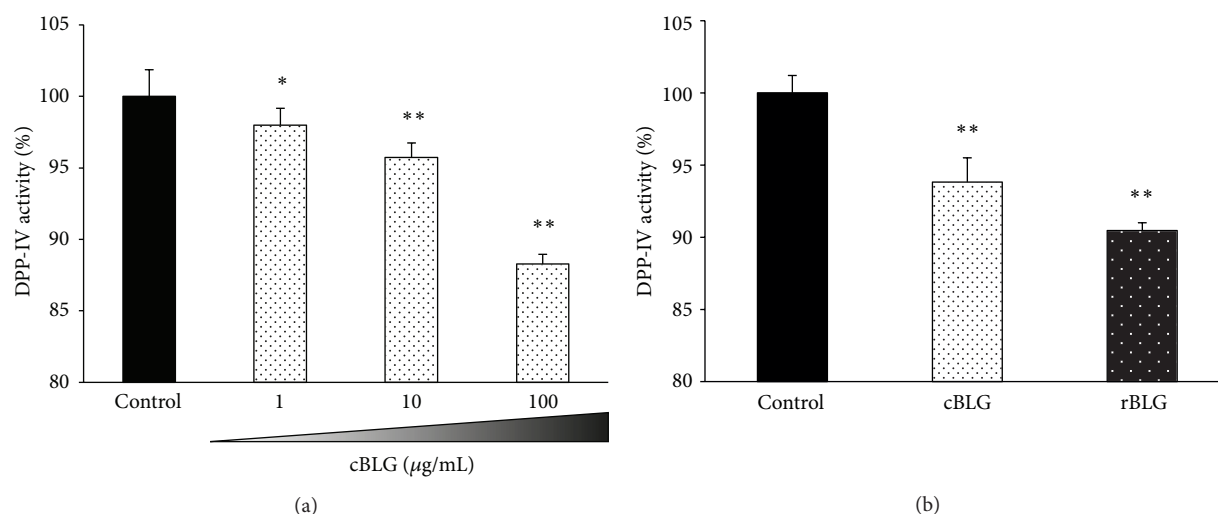 105
100
95
90
85
80
DPP-IV activity (%)
*
**
**
Control
1
10
100
cBLG (μg/mL)
(a)
105
100
95
90
85
80
DPP-IV activity (%)
**
**
Control
cBLG
rBLG
(b)